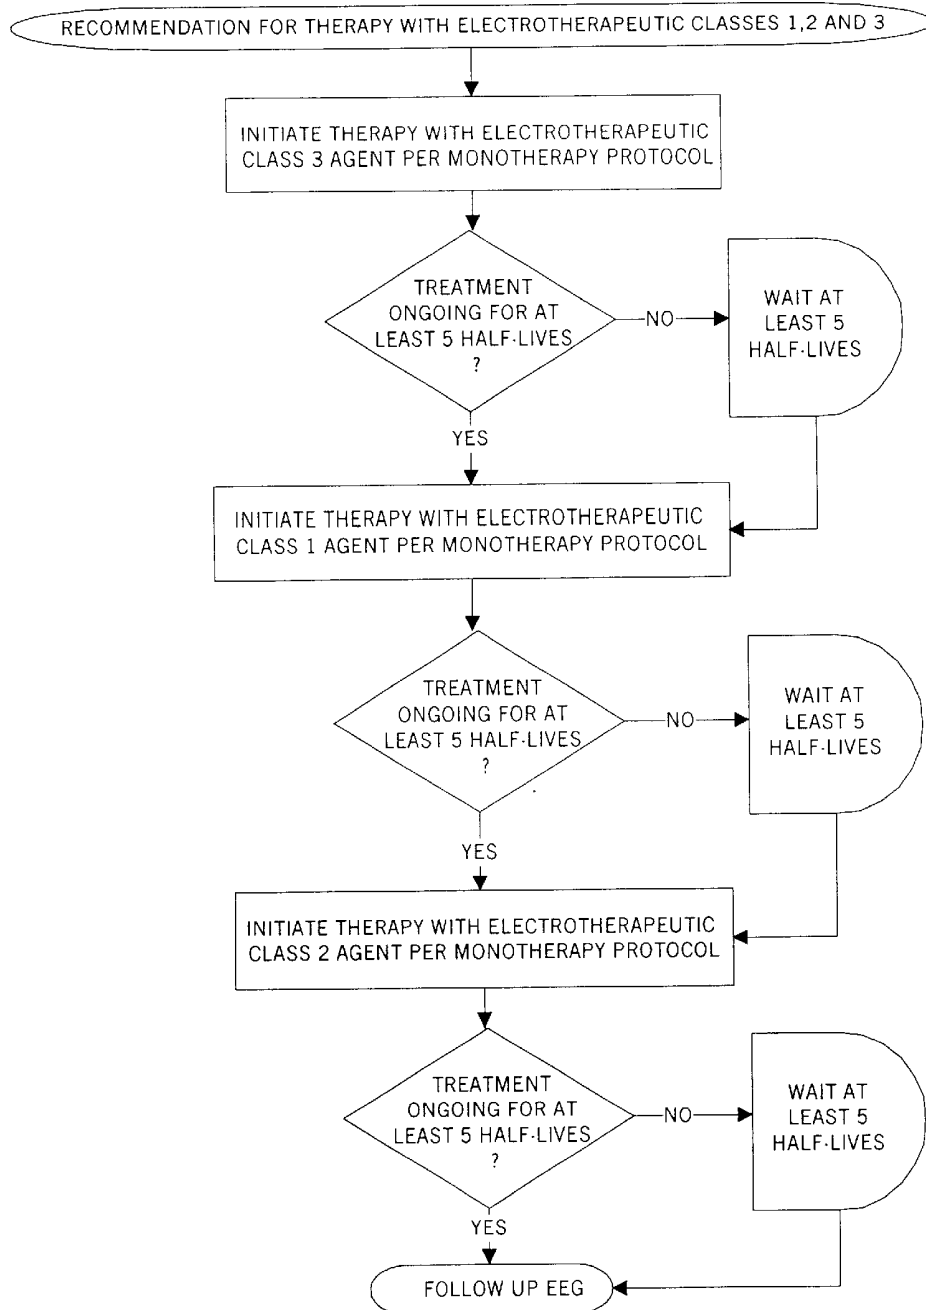 RECOMMENDATION FOR THERAPY WITH ELECTROTHERAPEUTIC CLASSES 1,2 AND 3
INITIATE THERAPY WITH ELECTROTHERAPEUTIC
CLASS 3 AGENT PER MONOTHERAPY PROTOCOL
TREATMENT
ONGOING FOR AT
LEAST 5 HALF-LIVES
?
NO
WAIT AT
LEAST 5
HALF-LIVES
YES
INITIATE THERAPY WITH ELECTROTHERAPEUTIC
CLASS 1 AGENT PER MONOTHERAPY PROTOCOL
TREATMENT
ONGOING FOR AT
LEAST 5 HALF-LIVES
?
NO
WAIT AT
LEAST 5
HALF-LIVES
YES
INITIATE THERAPY WITH ELECTROTHERAPEUTIC
CLASS 2 AGENT PER MONOTHERAPY PROTOCOL
TREATMENT
ONGOING FOR AT
LEAST 5 HALF-LIVES
?
NO
WAIT AT
LEAST 5
HALF-LIVES
YES
FOLLOW UP EEG